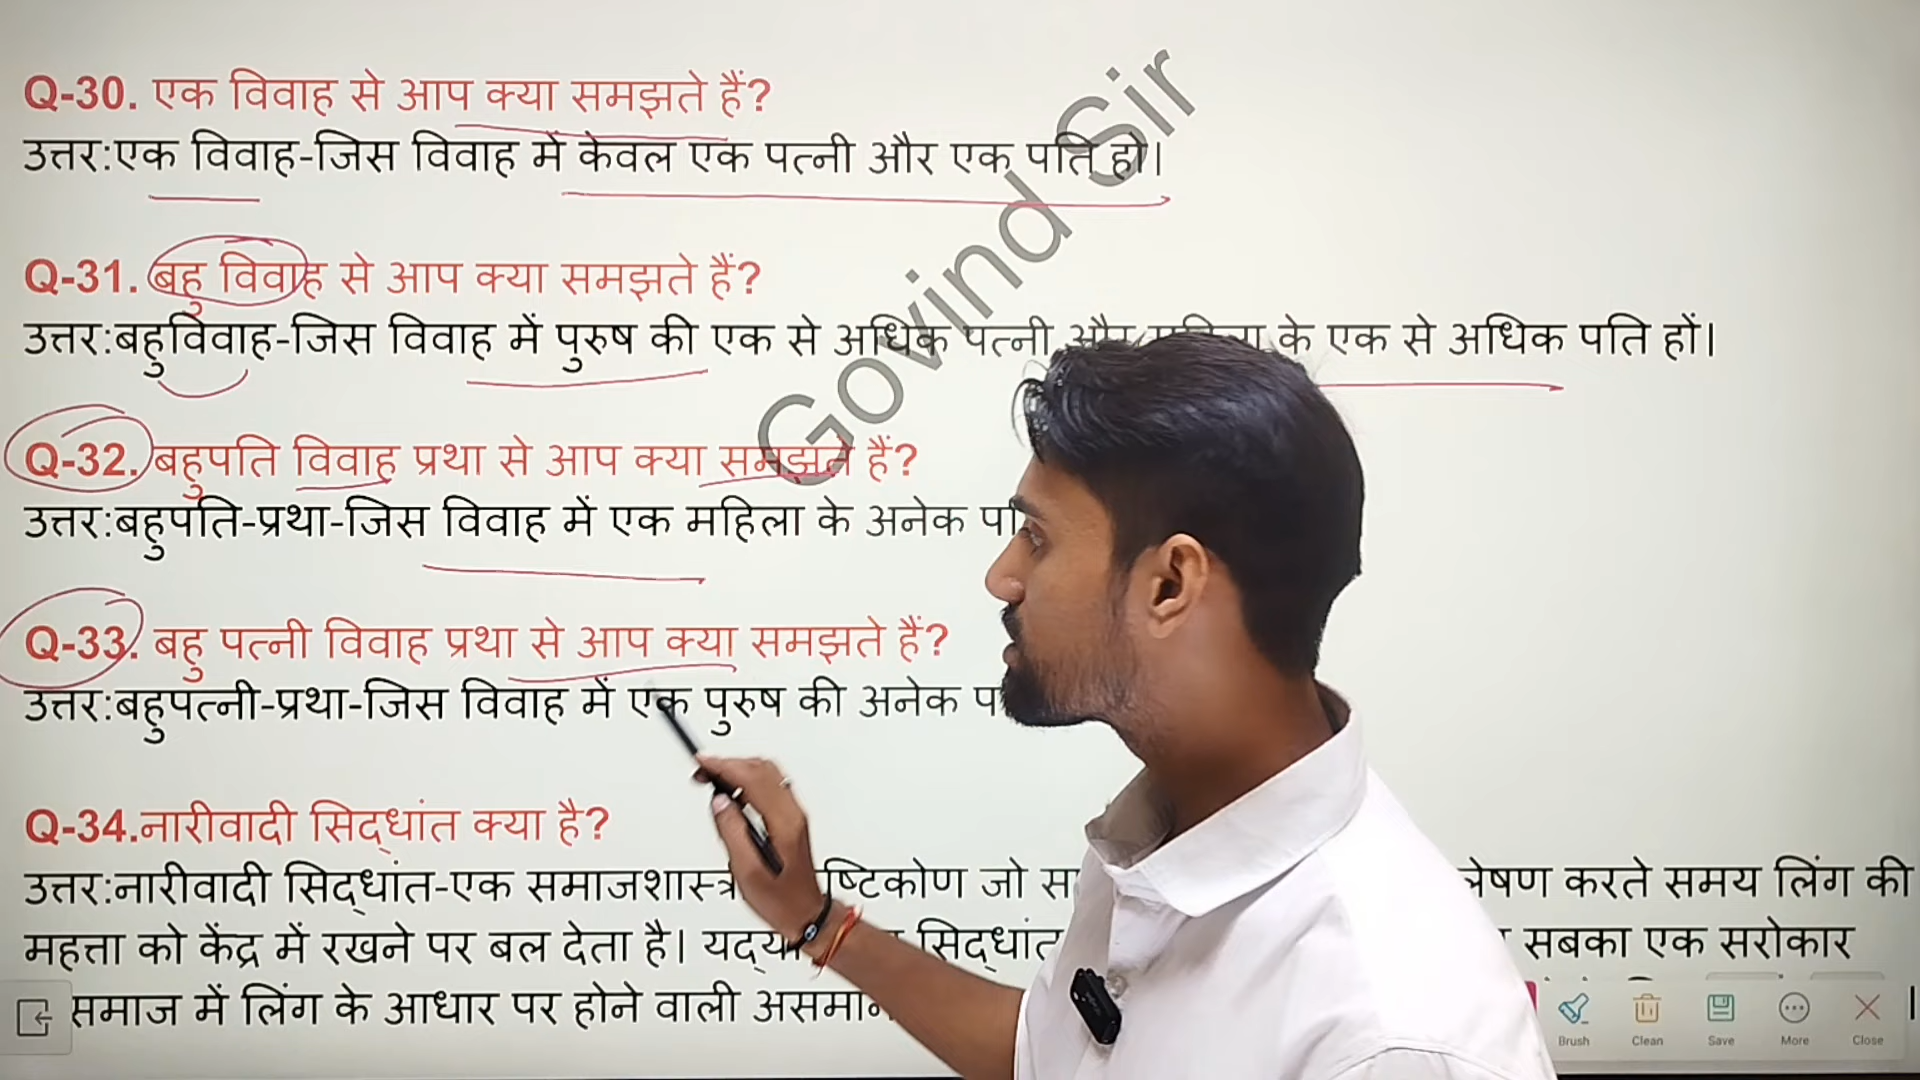 Q-30. एक विवाह से आप क्या समझते हैं?
उत्तर:एक विवाह-जिस विवाह में केवल एक पत्नी और एक पति हो।
Q-31. बहु विवाह से आप क्या समझते हैं?
उत्तर:बहुविवाह-जिस विवाह में पुरुष की एक से अधिक पत्नी और के एक से अधिक पति हों।
Q-32. बहुपति विवाह प्रथा से आप क्या समझते हैं?
उत्तर:बहुपति-प्रथा-जिस विवाह में एक महिला के अनेक
Q-33. बहु पत्नी विवाह प्रथा से आप क्या समझते हैं?
उत्तर:बहुपत्नी-प्रथा-जिस विवाह में एक पुरुष की अनेक
Q-34.नारीवादी सिद्धांत क्या है?
उत्तर:नारीवादी सिद्धांत-एक जो करते समय लिंग की
महत्ता को केंद्र में रखने पर बल देता है। सिद्धांत सबका एक सरोकार
समाज में लिंग के आधार पर होने वाली
Govind Sir
Brush Clean Save More Close